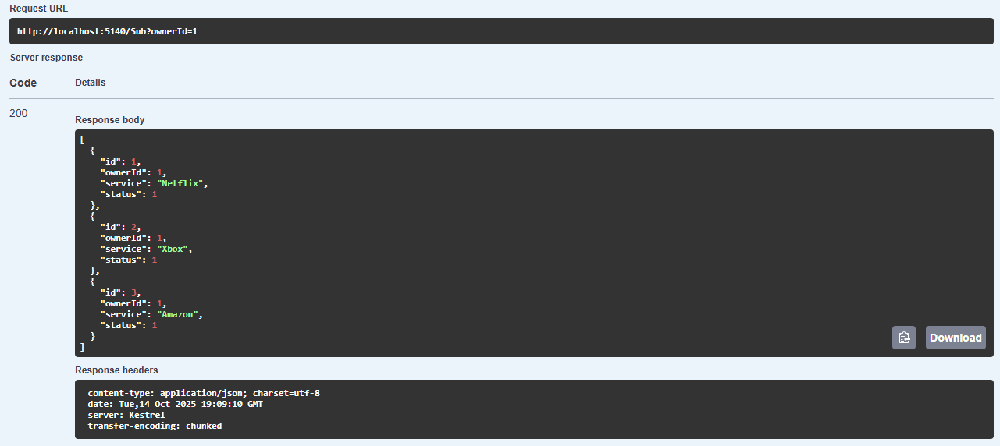 Request URL
http://localhost:5140/Sub?ownerId=1
Server response
Code Details
200
Response body
[
  {
    "id": 1,
    "ownerId": 1,
    "service": "Netflix",
    "status": 1
  },
  {
    "id": 2,
    "ownerId": 1,
    "service": "Xbox",
    "status": 1
  },
  {
    "id": 3,
    "ownerId": 1,
    "service": "Amazon",
    "status": 1
  }
]
Download
Response headers
content-type: application/json; charset=utf-8
date: Tue,14 Oct 2025 19:09:10 GMT
server: Kestrel
transfer-encoding: chunked